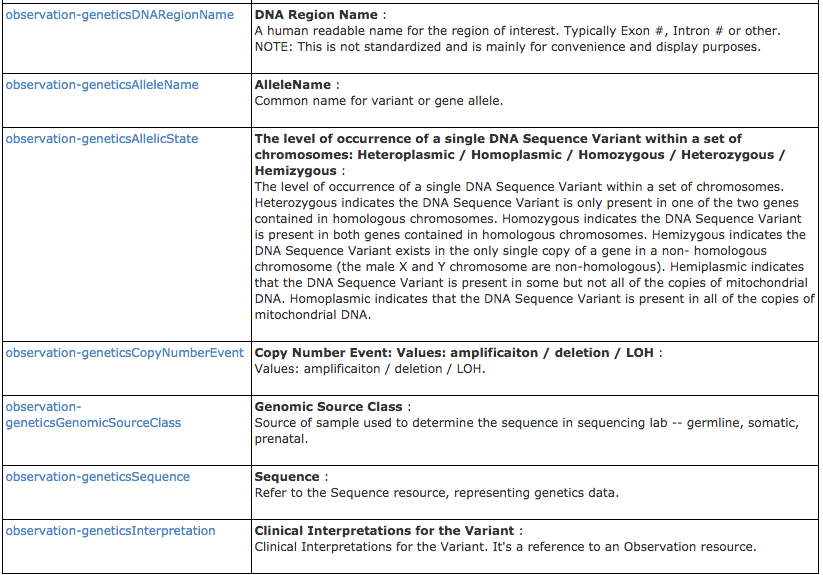 observation-geneticsDNARegionName
DNA Region Name :
A human readable name for the region of interest. Typically Exon #, Intron # or other.
NOTE: This is not standardized and is mainly for convenience and display purposes.
observation-geneticsAlleleName
AlleleName :
Common name for variant or gene allele.
observation-geneticsAllelicState
The level of occurrence of a single DNA Sequence Variant within a set of
chromosomes: Heteroplasmic / Homoplasmic / Homozygous / Heterozygous /
Hemizygous :
The level of occurrence of a single DNA Sequence Variant within a set of chromosomes.
Heterozygous indicates the DNA Sequence Variant is only present in one of the two genes
contained in homologous chromosomes. Homozygous indicates the DNA Sequence Variant
is present in both genes contained in homologous chromosomes. Hemizygous indicates the
DNA Sequence Variant exists in the only single copy of a gene in a non- homologous
chromosome (the male X and Y chromosome are non-homologous). Hemiplasmic indicates
that the DNA Sequence Variant is present in some but not all of the copies of mitochondrial
DNA. Homoplasmic indicates that the DNA Sequence Variant is present in all of the copies of
mitochondrial DNA.
observation-geneticsCopyNumberEvent
Copy Number Event: Values: amplificaiton / deletion / LOH :
Values: amplificaiton / deletion / LOH.
observation-
geneticsGenomicSourceClass
Genomic Source Class :
Source of sample used to determine the sequence in sequencing lab -- germline, somatic,
prenatal.
observation-geneticsSequence
Sequence :
Refer to the Sequence resource, representing genetics data.
observation-geneticsInterpretation
Clinical Interpretations for the Variant :
Clinical Interpretations for the Variant. It's a reference to an Observation resource.